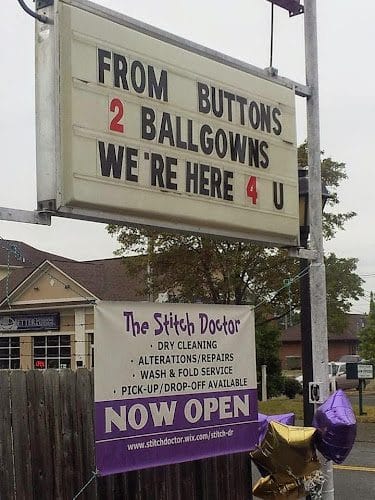 FROM BUTTONS
2 BALLGOWNS
WE'RE HERE 4 U
The Stitch Doctor
· DRY CLEANING
· ALTERATIONS/REPAIRS
· WASH & FOLD SERVICE
· PICK-UP/DROP-OFF AVAILABLE
NOW OPEN
www.stitchdoctor.wix.com/stitch-dr